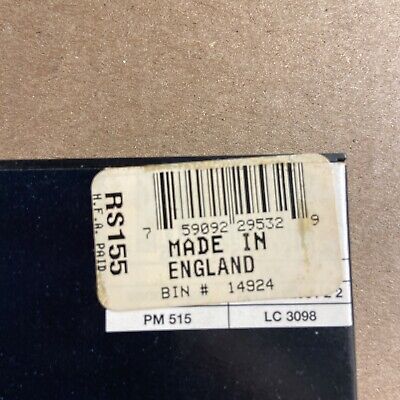 RS155
H.F.A. PAID
7 59092 29532 9
MADE IN
ENGLAND
BIN # 14924
PM 515
LC 3098